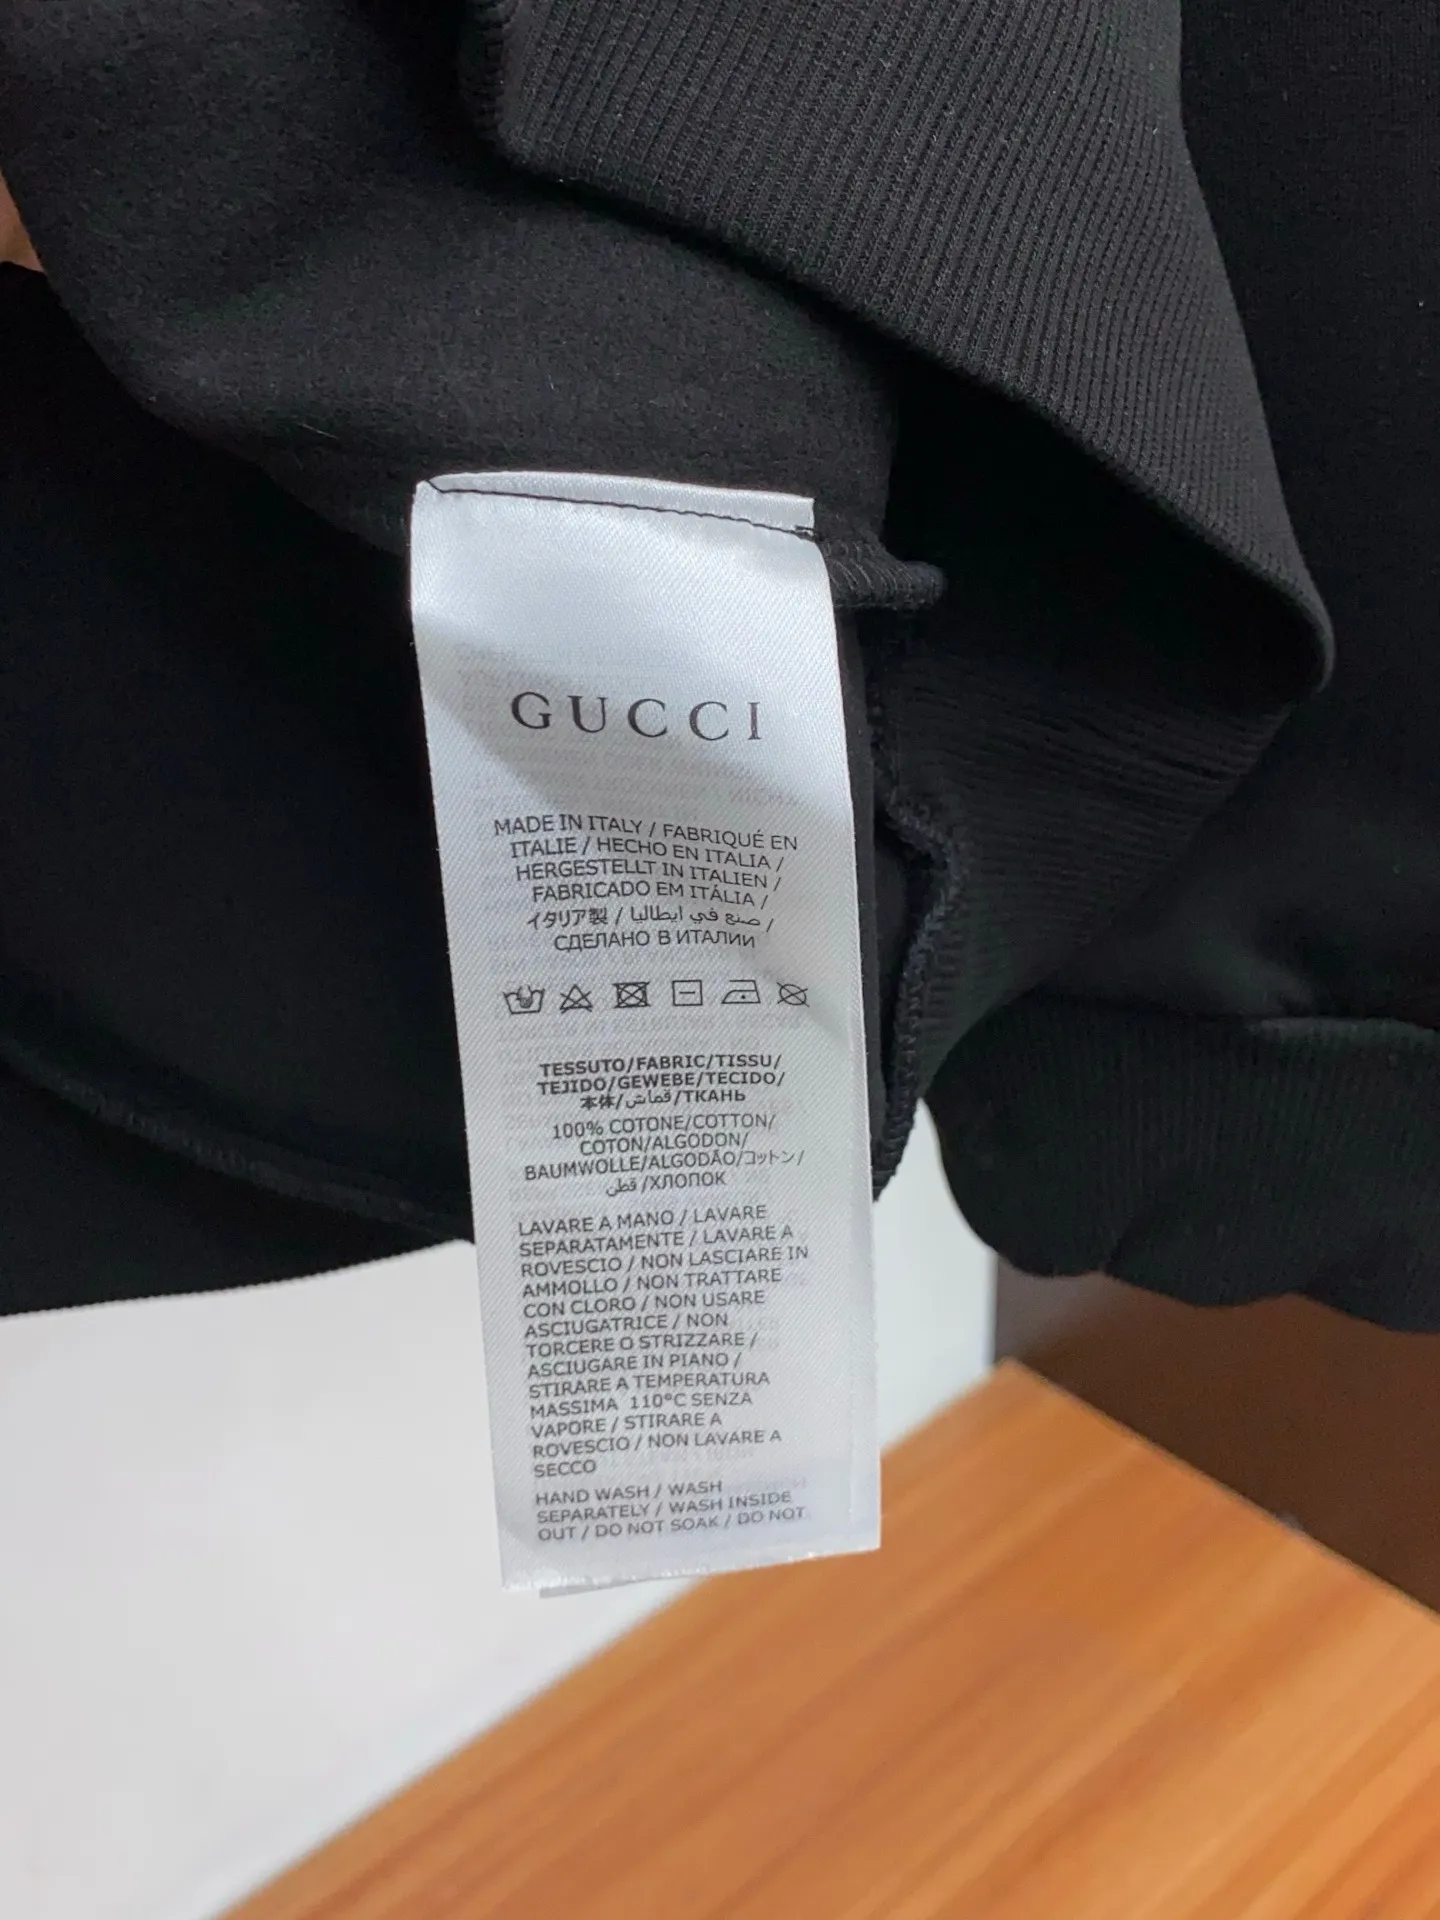 GUCCI
MADE IN ITALY / FABRIQUÉ EN
ITALIE / HECHO EN ITALIA /
HERGESTELLT IN ITALIEN /
FABRICADO EM ITÁLIA /
イタリア製 / صنع في ايطاليا /
СДЕЛАНО В ИТАЛИИ
TESSUTO/FABRIC/TISSU/
TEJIDO/GEWEBE/TECIDO/
本体/قماش/ТКАНЬ
100% COTONE/COTTON/
COTON/ALGODON/
BAUMWOLLE/ALGODÃO/コットン/
قطن /ХЛОПОК
LAVARE A MANO / LAVARE
SEPARATAMENTE / LAVARE A
ROVESCIO / NON LASCIARE IN
AMMOLLO / NON TRATTARE
CON CLORO / NON USARE
ASCIUGATRICE / NON
TORCERE O STRIZZARE /
ASCIUGARE IN PIANO /
STIRARE A TEMPERATURA
MASSIMA 110°C SENZA
VAPORE / STIRARE A
ROVESCIO / NON LAVARE A
SECCO
HAND WASH / WASH
SEPARATELY / WASH INSIDE
OUT / DO NOT SOAK / DO NOT